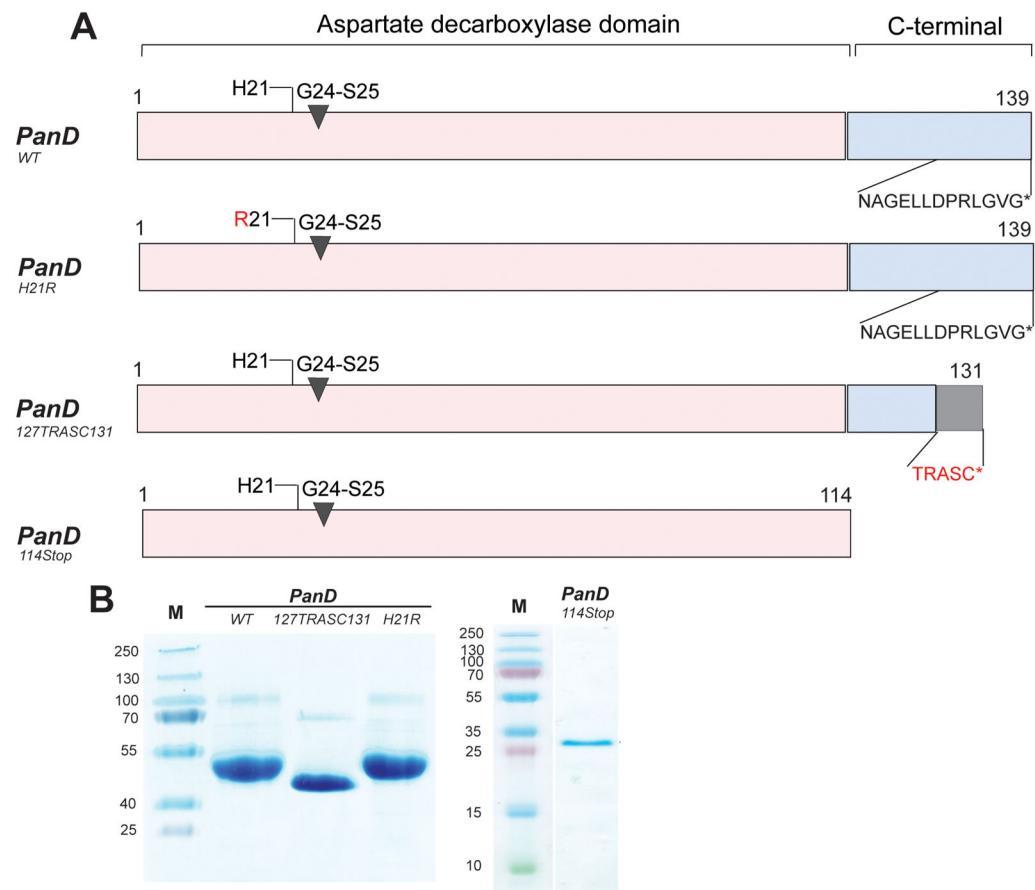 A
Aspartate decarboxylase domain
C-terminal
1
H21
G24-S25
139
PanD
WT
NAGELLDPRLGVG*
1
R21
G24-S25
139
PanD
H21R
NAGELLDPRLGVG*
1
H21
G24-S25
131
PanD
127TRASC131
TRASC*
1
H21
G24-S25
114
PanD
114Stop
B
M
PanD
WT
127TRASC131
H21R
250
130
100
70
55
40
25
M
PanD
114Stop
250
130
100
70
55
35
25
15
10